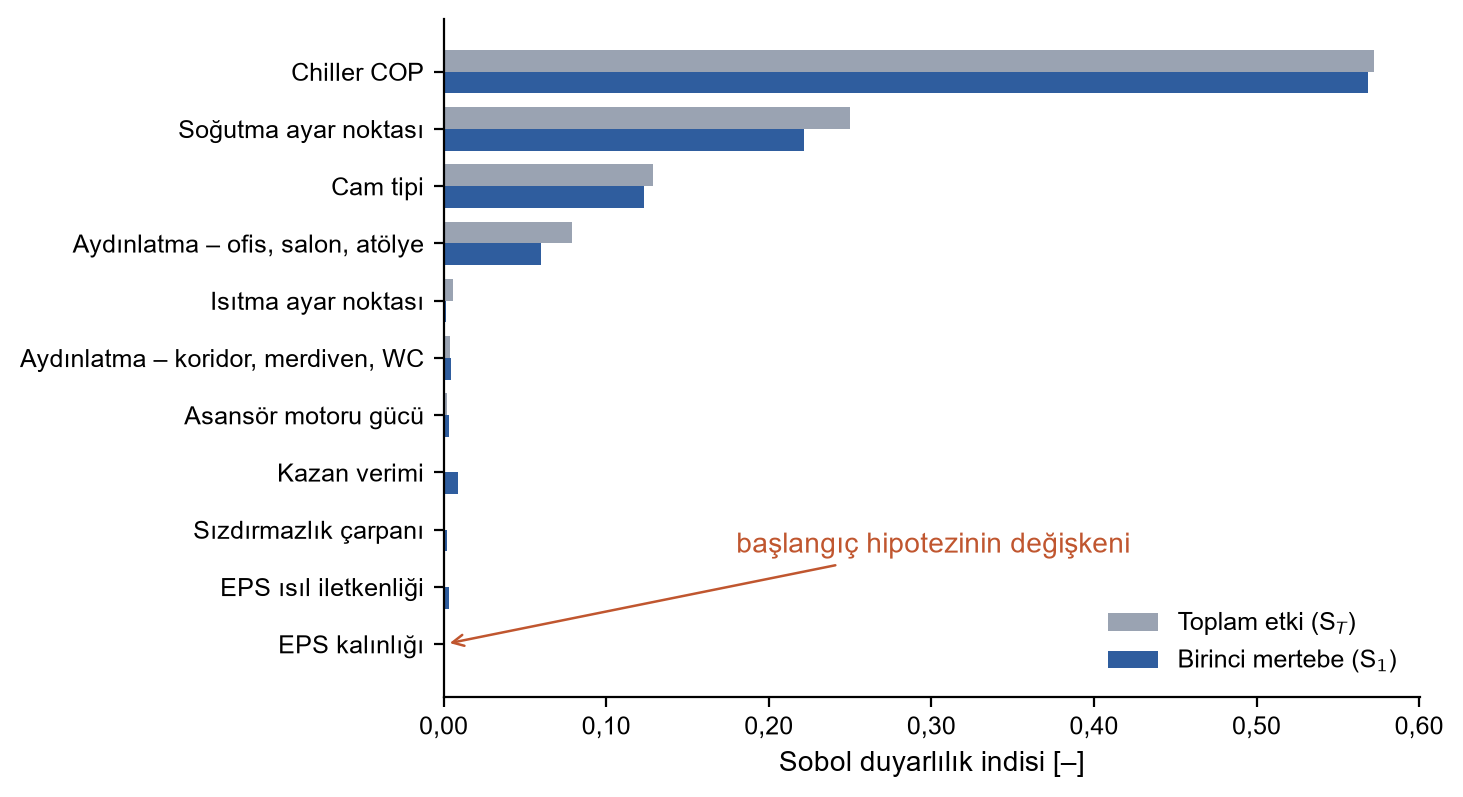 Chiller COP
Soğutma ayar noktası
Cam tipi
Aydınlatma – ofis, salon, atölye
Isıtma ayar noktası
Aydınlatma – koridor, merdiven, WC
Asansör motoru gücü
Kazan verimi
Sızdırmazlık çarpanı
başlangıç hipotezinin değişkeni
EPS ısıl iletkenliği
EPS kalınlığı
Toplam etki (S_T)
Birinci mertebe (S₁)
0,00 0,10 0,20 0,30 0,40 0,50 0,60
Sobol duyarlılık indisi [–]